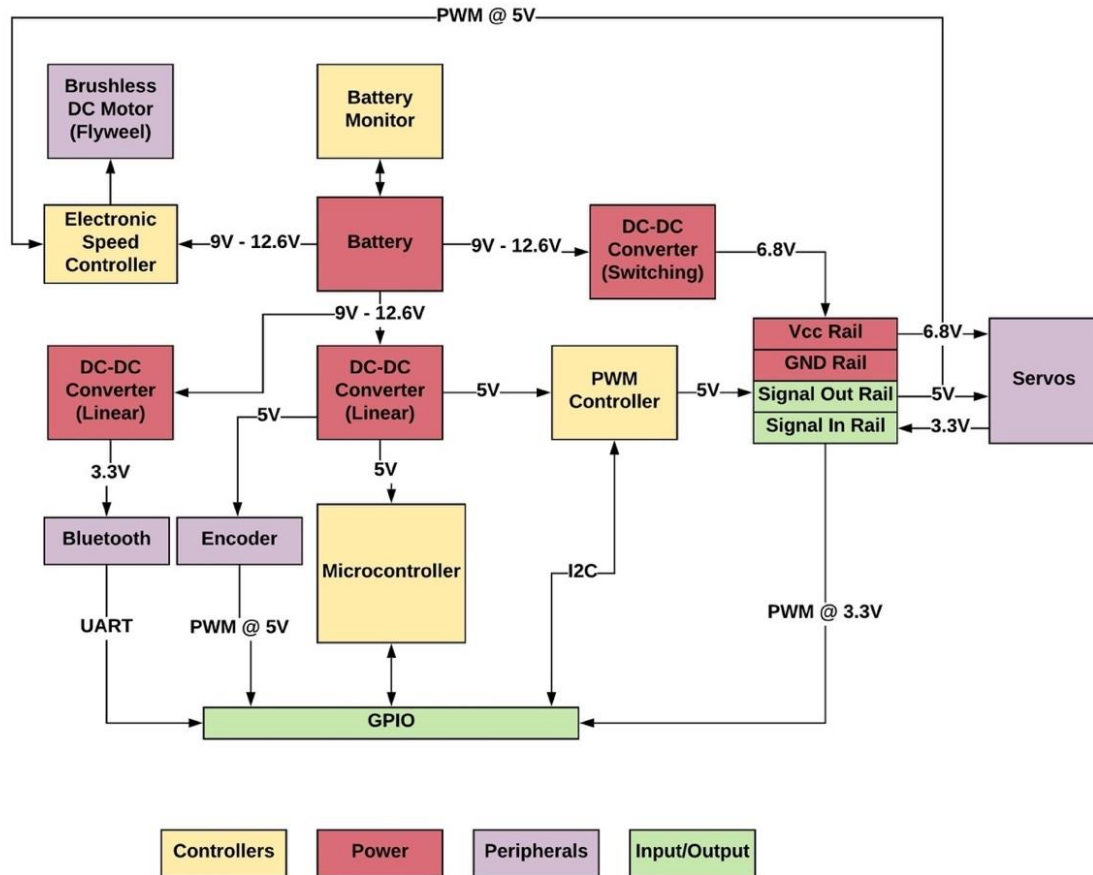 PWM @ 5V
Brushless
DC Motor
(Flyweel)
Battery
Monitor
Electronic
Speed
Controller
9V - 12.6V
Battery
9V - 12.6V
DC-DC
Converter
(Switching)
6.8V
9V - 12.6V
Vcc Rail
6.8V
GND Rail
Signal Out Rail
5V
Signal In Rail
3.3V
Servos
DC-DC
Converter
(Linear)
DC-DC
Converter
(Linear)
5V
PWM
Controller
5V
5V
3.3V
5V
Bluetooth
Encoder
Microcontroller
I2C
UART
PWM @ 5V
PWM @ 3.3V
GPIO
Controllers
Power
Peripherals
Input/Output